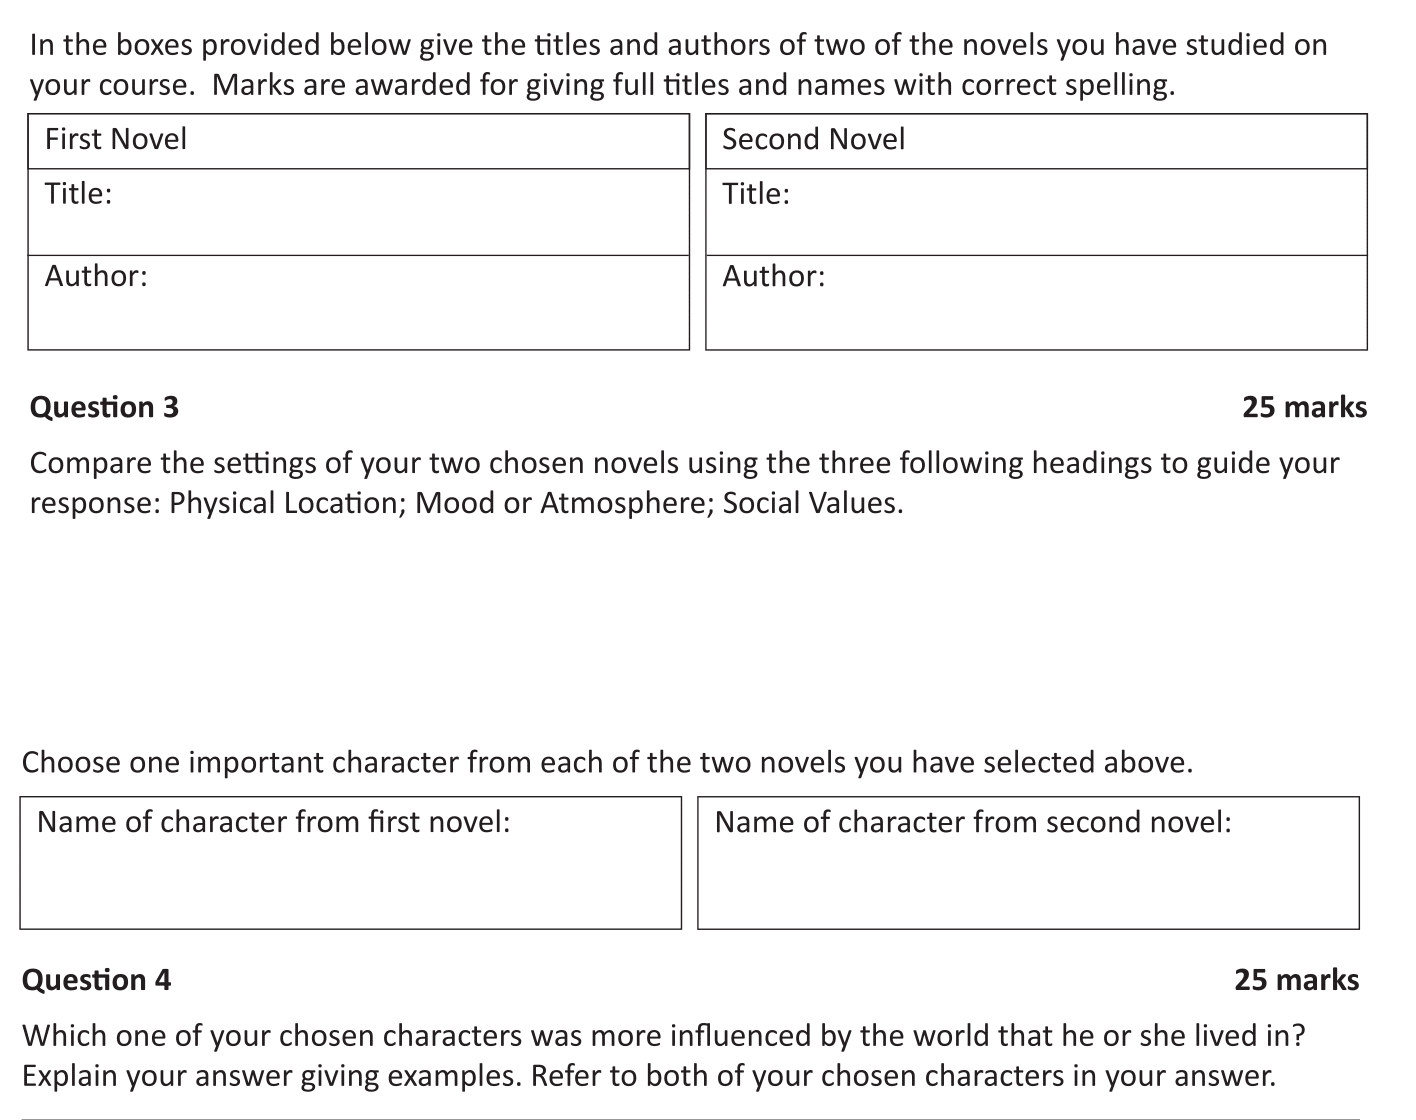 In the boxes provided below give the titles and authors of two of the novels you have studied on
your course.  Marks are awarded for giving full titles and names with correct spelling.
First Novel
Title:
Author:
Second Novel
Title:
Author:
Question 3
25 marks
Compare the settings of your two chosen novels using the three following headings to guide your
response: Physical Location; Mood or Atmosphere; Social Values.
Choose one important character from each of the two novels you have selected above.
Name of character from first novel:
Name of character from second novel:
Question 4
25 marks
Which one of your chosen characters was more influenced by the world that he or she lived in?
Explain your answer giving examples. Refer to both of your chosen characters in your answer.